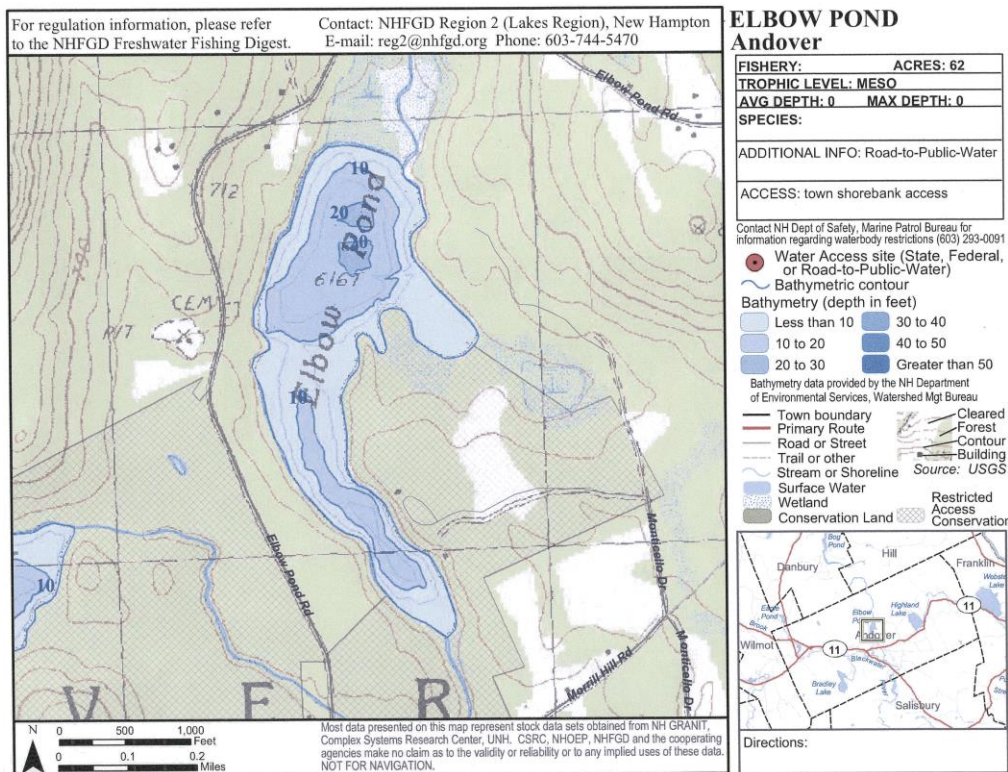 For regulation information, please refer
to the NHFGD Freshwater Fishing Digest.
Contact: NHFGD Region 2 (Lakes Region), New Hampton
E-mail: reg2@nhfgd.org Phone: 603-744-5470
ELBOW POND
Andover
FISHERY: ACRES: 62
TROPHIC LEVEL: MESO
AVG DEPTH: 0 MAX DEPTH: 0
SPECIES:
ADDITIONAL INFO: Road-to-Public-Water
ACCESS: town shorebank access
Contact NH Dept of Safety, Marine Patrol Bureau for
information regarding waterbody restrictions (603) 293-0091
Water Access site (State, Federal,
or Road-to-Public-Water)
Bathymetric contour
Bathymetry (depth in feet)
Less than 10
30 to 40
10 to 20
40 to 50
20 to 30
Greater than 50
Bathymetry data provided by the NH Department
of Environmental Services, Watershed Mgt Bureau
Town boundary
Primary Route
Road or Street
Trail or other
Stream or Shoreline
Surface Water
Wetland
Conservation Land
Cleared
Forest
Contour
Building
Source: USGS
Restricted
Access
Conservation
Elbow Pond Rd
712
10
20
20
Elbow Pond
6167
CEM
10
10
Elbow Pond Rd
Monticello Dr
Morrill Hill Rd
Monticello Dr
V E R
Bog
Pond
Hill
Danbury
Franklin
Highland
Lake
Elbow
11
Wilmot
11
Andover
Blackwater
River
Bradley
Lake
Salisbury
Brook
Pond
Lake
N
0 500 1,000
Feet
0 0.1 0.2
Miles
Most data presented on this map represent stock data sets obtained from NH GRANIT,
Complex Systems Research Center, UNH. CSRC, NHOEP, NHFGD and the cooperating
agencies make no claim as to the validity or reliability or to any implied uses of these data.
NOT FOR NAVIGATION.
Directions: